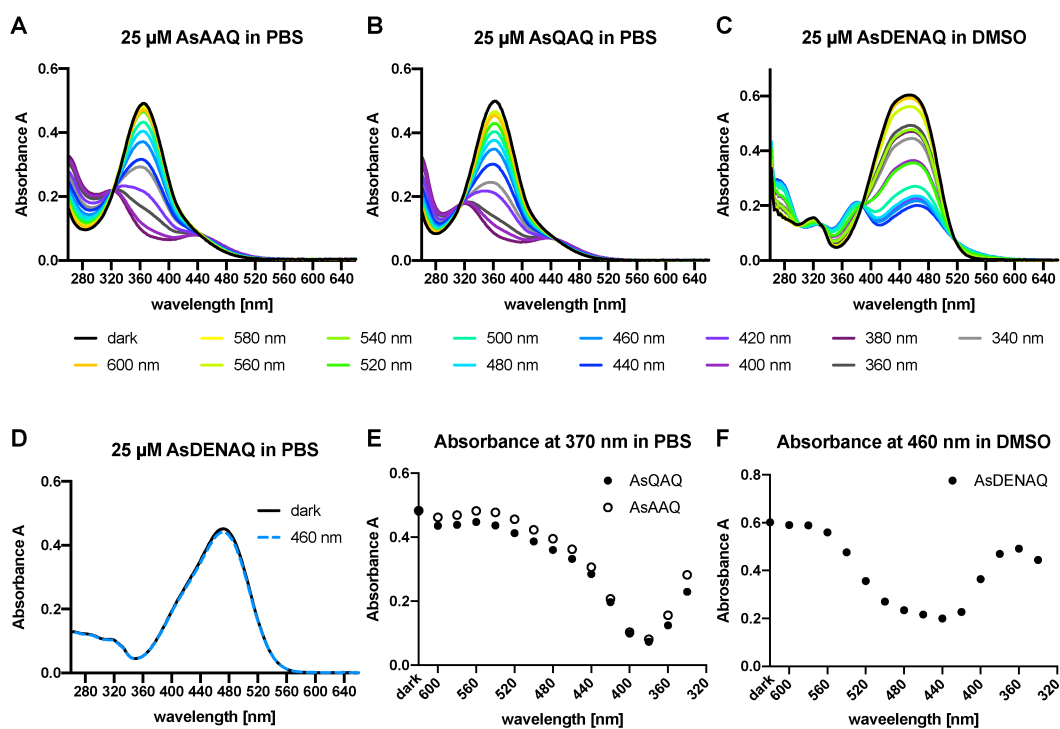 A
25 µM AsAAQ in PBS
B
25 µM AsQAQ in PBS
C
25 µM AsDENAQ in DMSO
Absorbance A
0.6
0.4
0.2
0.0
280 320 360 400 440 480 520 560 600 640
wavelength [nm]
Absorbance A
0.6
0.4
0.2
0.0
280 320 360 400 440 480 520 560 600 640
wavelength [nm]
Absorbance A
0.6
0.4
0.2
0.0
280 320 360 400 440 480 520 560 600 640
wavelength [nm]
dark 580 nm 540 nm 500 nm 460 nm 420 nm 380 nm 340 nm
600 nm 560 nm 520 nm 480 nm 440 nm 400 nm 360 nm
D
25 µM AsDENAQ in PBS
Absorbance A
0.6
0.4
0.2
0.0
280 320 360 400 440 480 520 560 600 640
wavelength [nm]
dark
460 nm
E
Absorbance at 370 nm in PBS
Absorbance A
0.6
0.4
0.2
0.0
dark 600 560 520 480 440 400 360 320
wavelength [nm]
AsQAQ
AsAAQ
F
Absorbance at 460 nm in DMSO
Abrosbance A
0.8
0.6
0.4
0.2
0.0
dark 600 560 520 480 440 400 360 320
waveelength [nm]
AsDENAQ